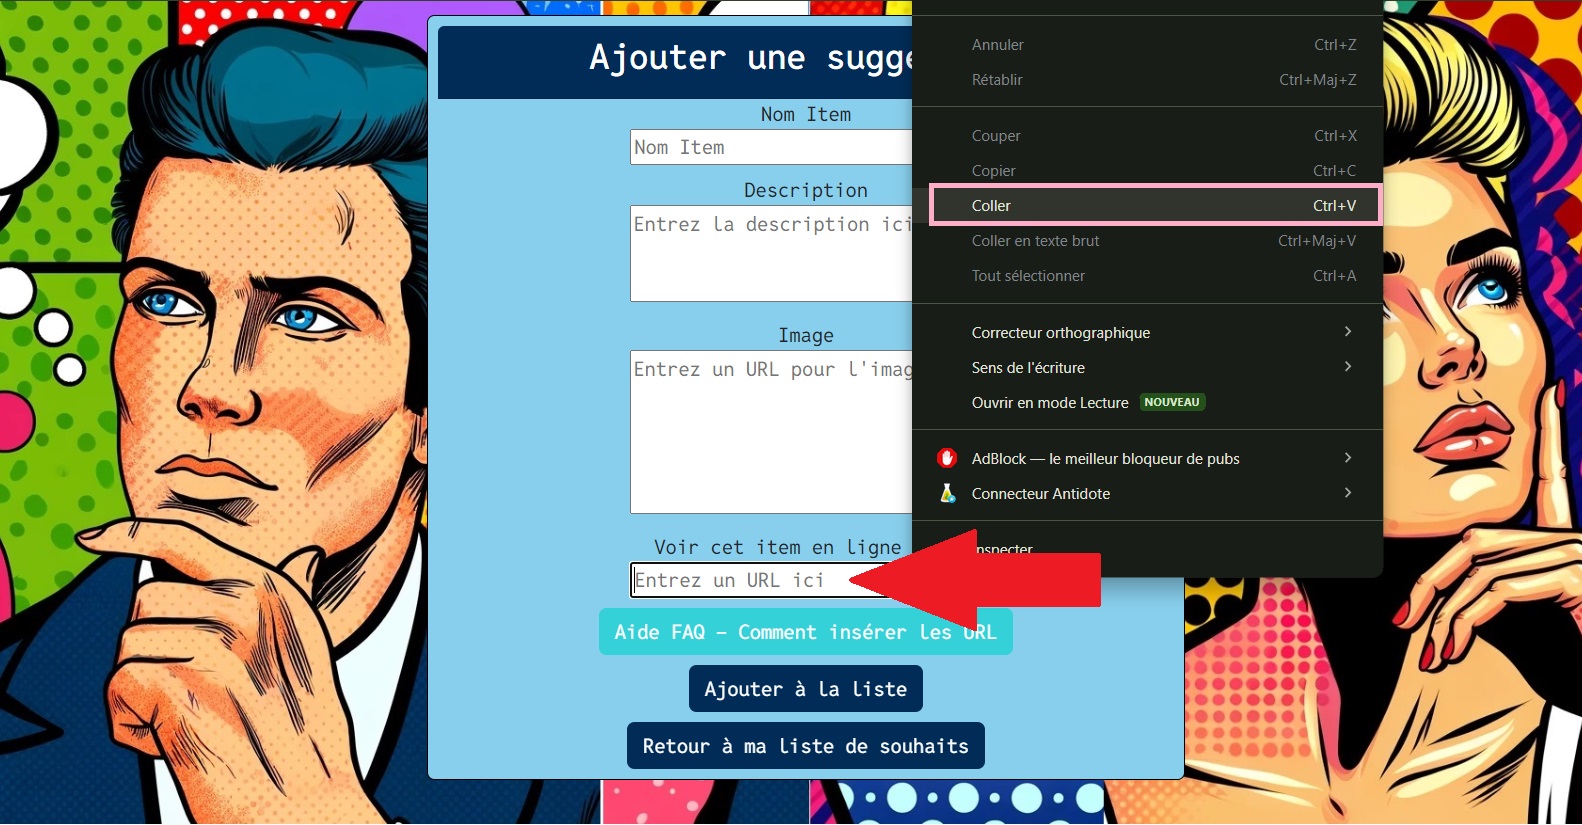 Ajouter une sugge
Nom Item
Nom Item
Description
Entrez la description ici
Image
Entrez un URL pour l'imag
Voir cet item en ligne
Entrez un URL ici
Aide FAQ – Comment insérer les URL
Ajouter à la liste
Retour à ma liste de souhaits
Annuler Ctrl+Z
Rétablir Ctrl+Maj+Z
Couper Ctrl+X
Copier Ctrl+C
Coller Ctrl+V
Coller en texte brut Ctrl+Maj+V
Tout sélectionner Ctrl+A
Correcteur orthographique
Sens de l'écriture
Ouvrir en mode Lecture NOUVEAU
AdBlock — le meilleur bloqueur de pubs
Connecteur Antidote
nspecter